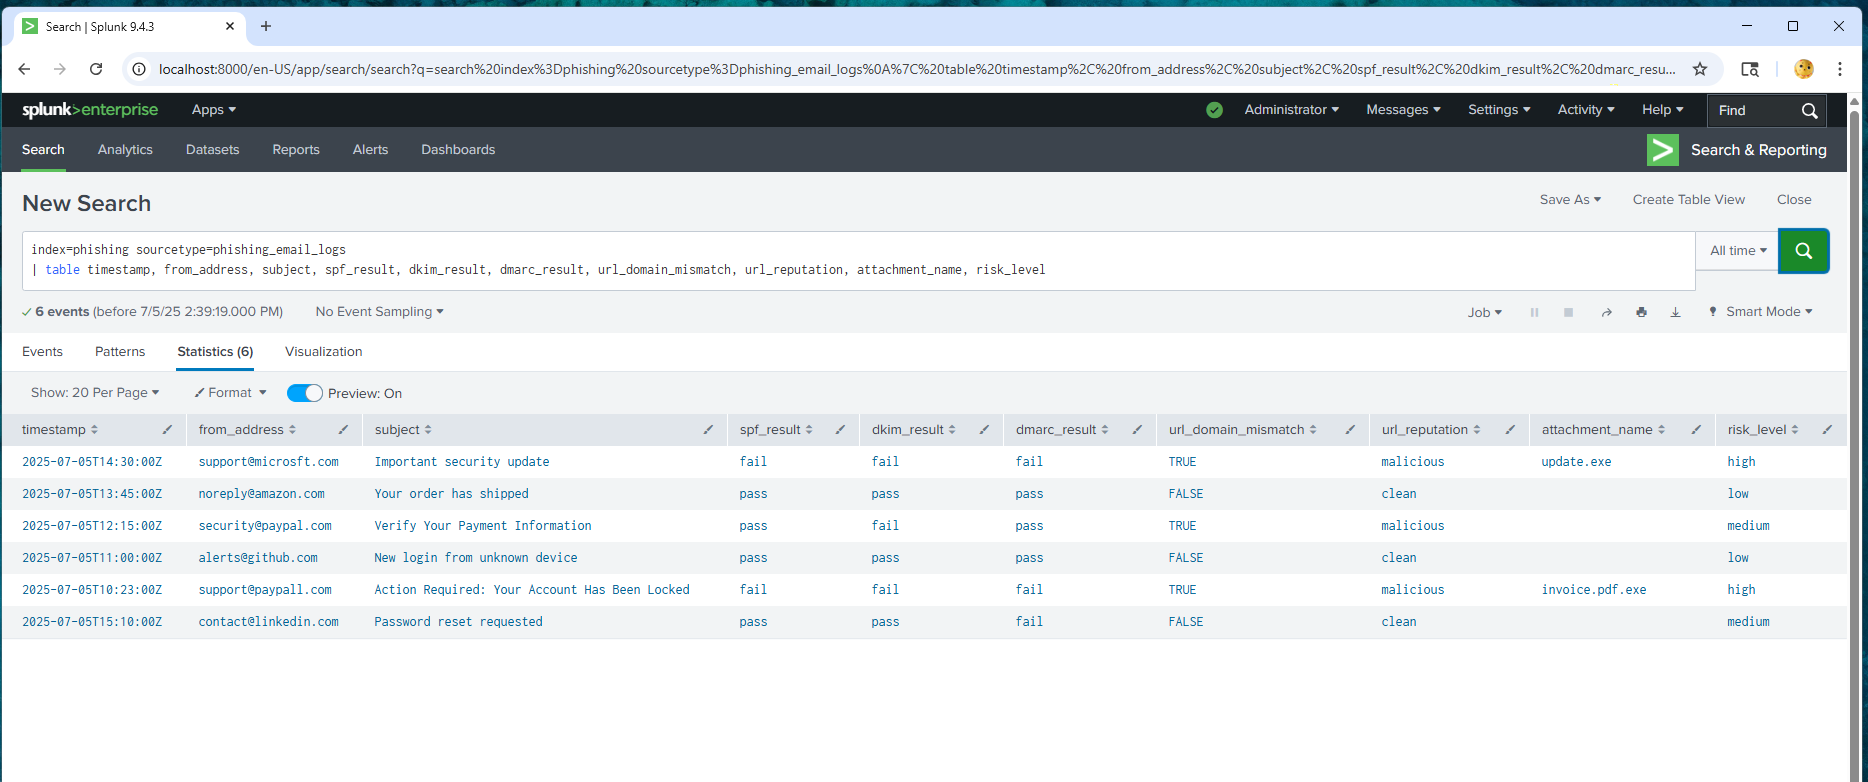 Search | Splunk 9.4.3
localhost:8000/en-US/app/search/search?q=search%20index%3Dphishing%20sourcetype%3Dphishing_email_logs%0A%7C%20table%20timestamp%2C%20from_address%2C%20subject%2C%20spf_result%2C%20dkim_result%2C%20dmarc_resu...
splunk>enterprise Apps Administrator Messages Settings Activity Help Find
Search Analytics Datasets Reports Alerts Dashboards Search & Reporting
New Search Save As Create Table View Close
index=phishing sourcetype=phishing_email_logs
| table timestamp, from_address, subject, spf_result, dkim_result, dmarc_result, url_domain_mismatch, url_reputation, attachment_name, risk_level
All time
6 events (before 7/5/25 2:39:19.000 PM) No Event Sampling Job Smart Mode
Events Patterns Statistics (6) Visualization
Show: 20 Per Page Format Preview: On
timestamp from_address subject spf_result dkim_result dmarc_result url_domain_mismatch url_reputation attachment_name risk_level
2025-07-05T14:30:00Z support@microsft.com Important security update fail fail fail TRUE malicious update.exe high
2025-07-05T13:45:00Z noreply@amazon.com Your order has shipped pass pass pass FALSE clean low
2025-07-05T12:15:00Z security@paypal.com Verify Your Payment Information pass fail pass TRUE malicious medium
2025-07-05T11:00:00Z alerts@github.com New login from unknown device pass pass pass FALSE clean low
2025-07-05T10:23:00Z support@paypall.com Action Required: Your Account Has Been Locked fail fail fail TRUE malicious invoice.pdf.exe high
2025-07-05T15:10:00Z contact@linkedin.com Password reset requested pass pass fail FALSE clean medium